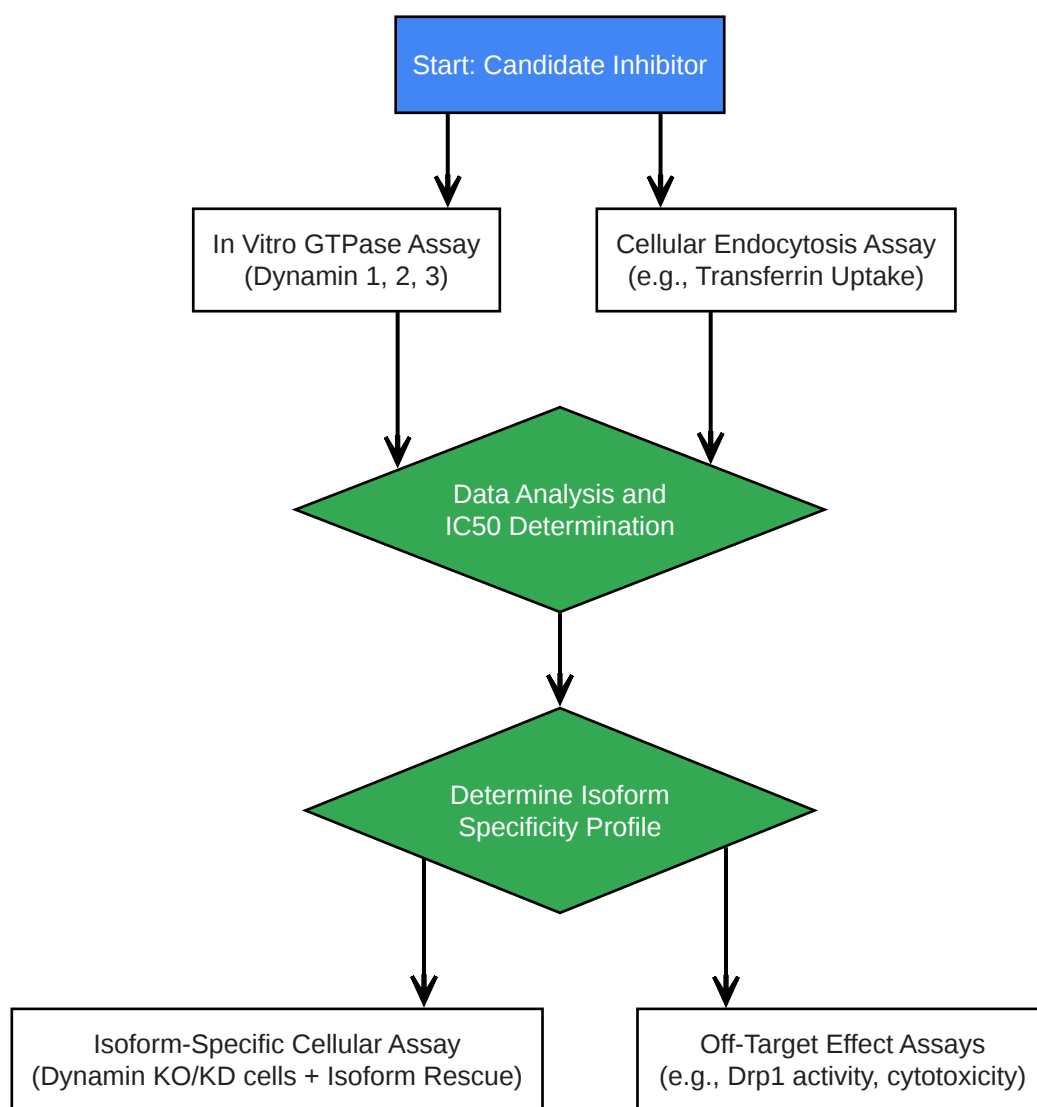 Start: Candidate Inhibitor
In Vitro GTPase Assay
(Dynamin 1, 2, 3)
Cellular Endocytosis Assay
(e.g., Transferrin Uptake)
Data Analysis and
IC50 Determination
Determine Isoform
Specificity Profile
Isoform-Specific Cellular Assay
(Dynamin KO/KD cells + Isoform Rescue)
Off-Target Effect Assays
(e.g., Drp1 activity, cytotoxicity)